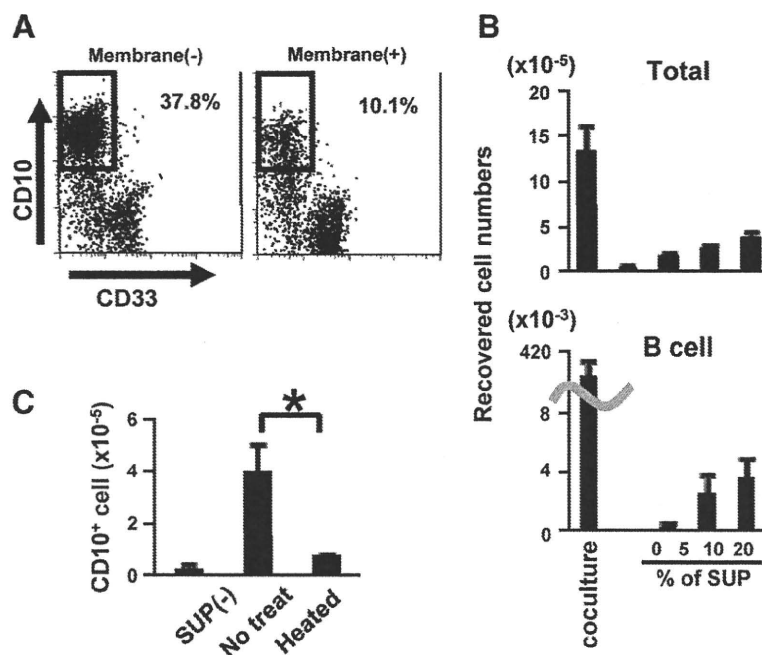 A
Membrane(-)
Membrane(+)
37.8%
10.1%
CD10
CD33
B
(x10-5)
Total
20
15
10
5
0
Recovered cell numbers
(x10-3)
B cell
420
8
4
0
coculture
0 5 10 20
% of SUP
C
CD10+ cell (x10-5)
6
4
2
0
*
SUP(-)
No treat
Heated